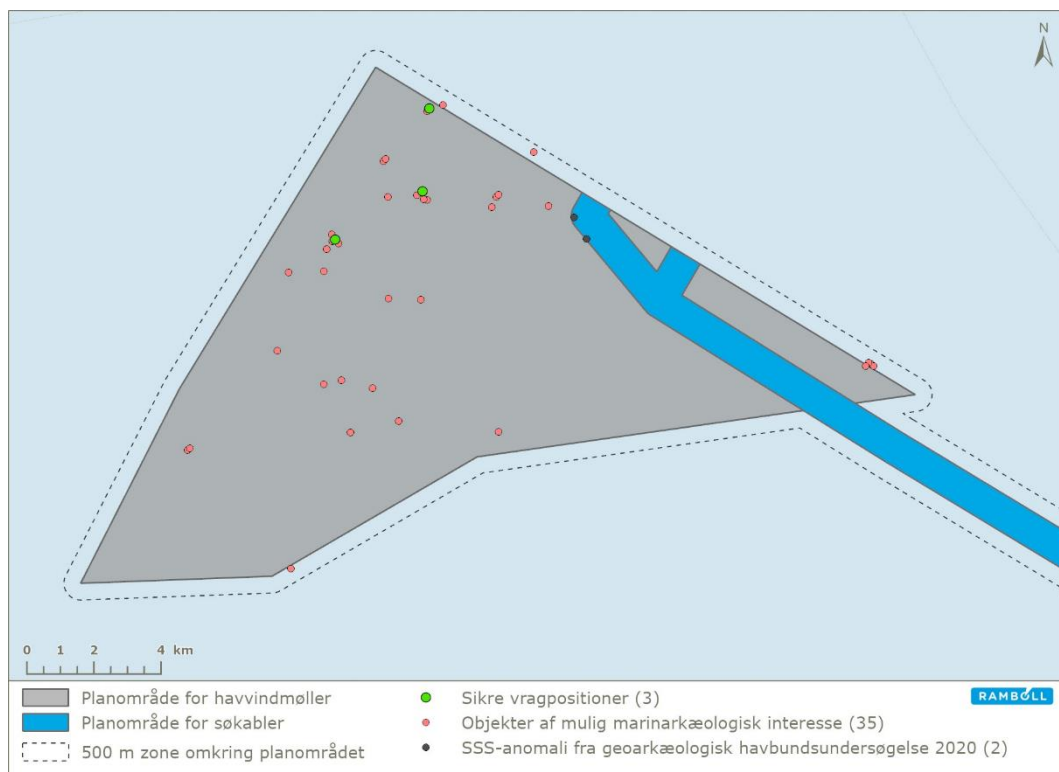 N
0 1 2 4 km
Planområde for havvindmøller
Planområde for søkabler
500 m zone omkring planområdet
Sikre vragpositioner (3)
Objekter af mulig marinarkæologisk interesse (35)
SSS-anomali fra geoarkæologisk havbundsundersøgelse 2020 (2)
RAMBOLL